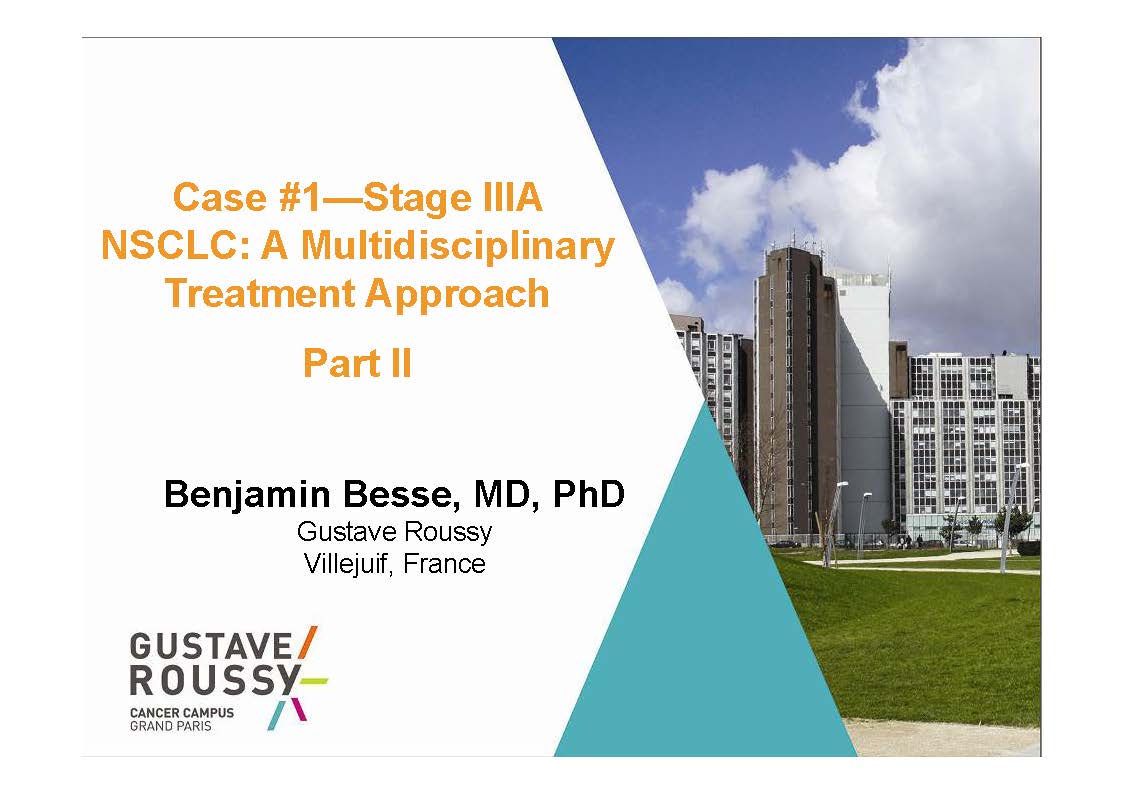 Case #1—Stage IIIA
NSCLC: A Multidisciplinary
Treatment Approach
Part II
Benjamin Besse, MD, PhD
Gustave Roussy
Villejuif, France
GUSTAVE
ROUSSY
CANCER CAMPUS
GRAND PARIS